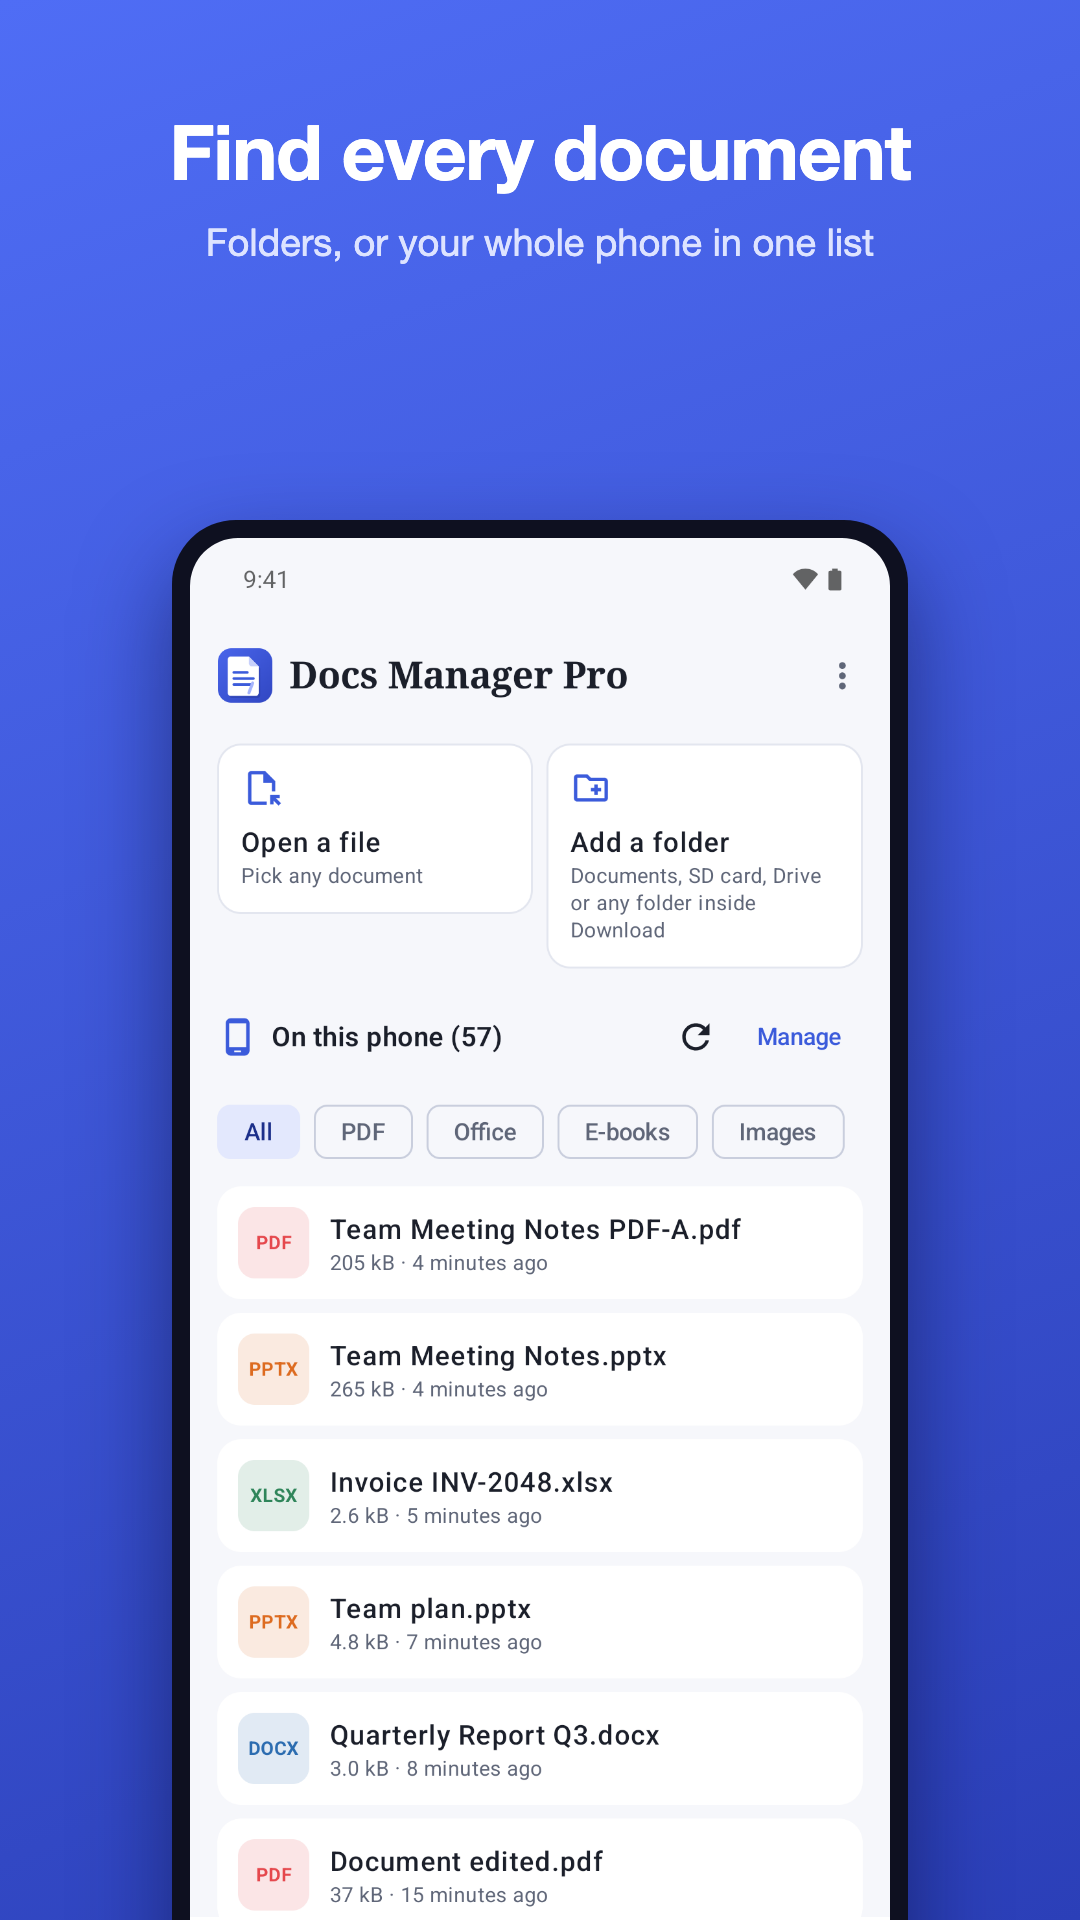 Find every document
Folders, or your whole phone in one list
9:41
Docs Manager Pro
Open a file
Pick any document
Add a folder
Documents, SD card, Drive
or any folder inside
Download
On this phone (57)
Manage
All
PDF
Office
E-books
Images
PDF
Team Meeting Notes PDF-A.pdf
205 kB · 4 minutes ago
PPTX
Team Meeting Notes.pptx
265 kB · 4 minutes ago
XLSX
Invoice INV-2048.xlsx
2.6 kB · 5 minutes ago
PPTX
Team plan.pptx
4.8 kB · 7 minutes ago
DOCX
Quarterly Report Q3.docx
3.0 kB · 8 minutes ago
PDF
Document edited.pdf
37 kB · 15 minutes ago